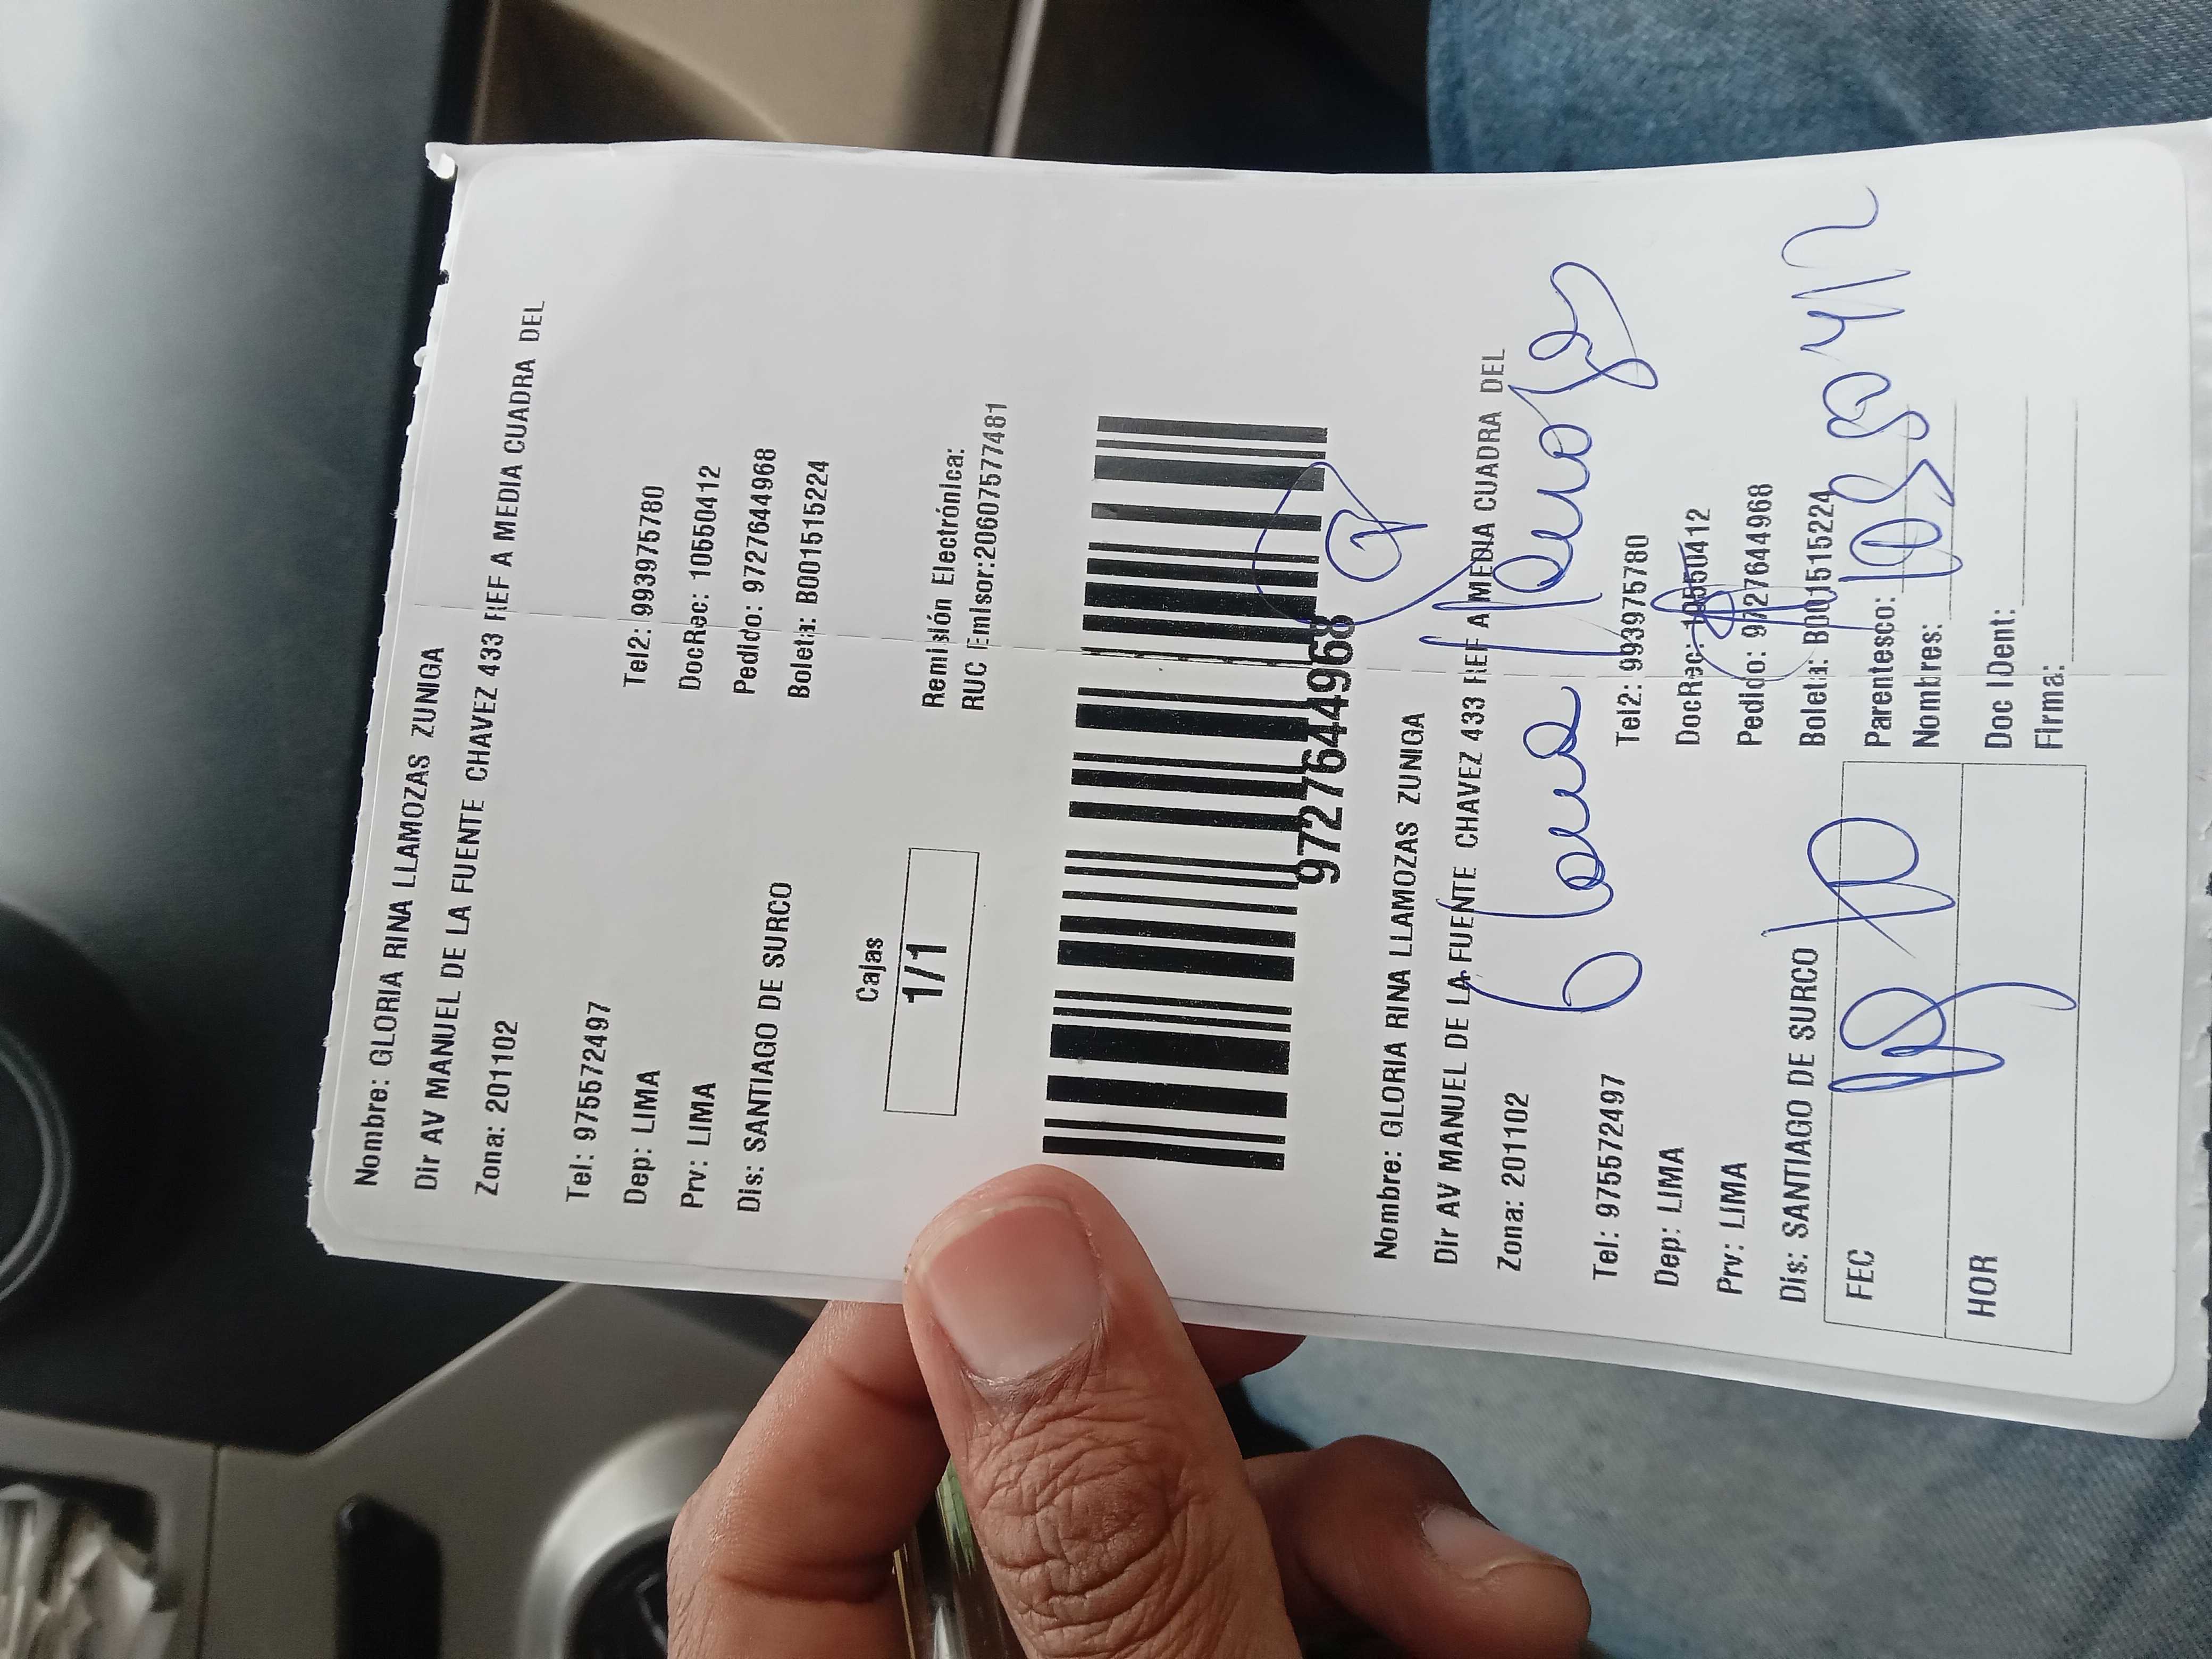 Nombre: GLORIA RINA LLAMOZAS ZUNIGA
Dir AV MANUEL DE LA FUENTE CHAVEZ 433 REF A MEDIA CUADRA DEL
Zona: 201102
Tel: 975572497 Tel2: 993975780
Dep: LIMA DocRec: 10550412
Prv: LIMA Pedido: 9727644968
Dis: SANTIAGO DE SURCO Boleta: B001515224
Cajas
1/1
Remisión Electrónica:
RUC Emisor:20607577481
9727644968
Nombre: GLORIA RINA LLAMOZAS ZUNIGA
Dir AV MANUEL DE LA FUENTE CHAVEZ 433 REF A MEDIA CUADRA DEL
Zona: 201102
Tel: 975572497 Tel2: 993975780
Dep: LIMA DocRec: 10550412
Prv: LIMA Pedido: 9727644968
Dis: SANTIAGO DE SURCO Boleta: B001515224
FEC Parentesco:
Nombres:
HOR Doc IDent:
Firma: